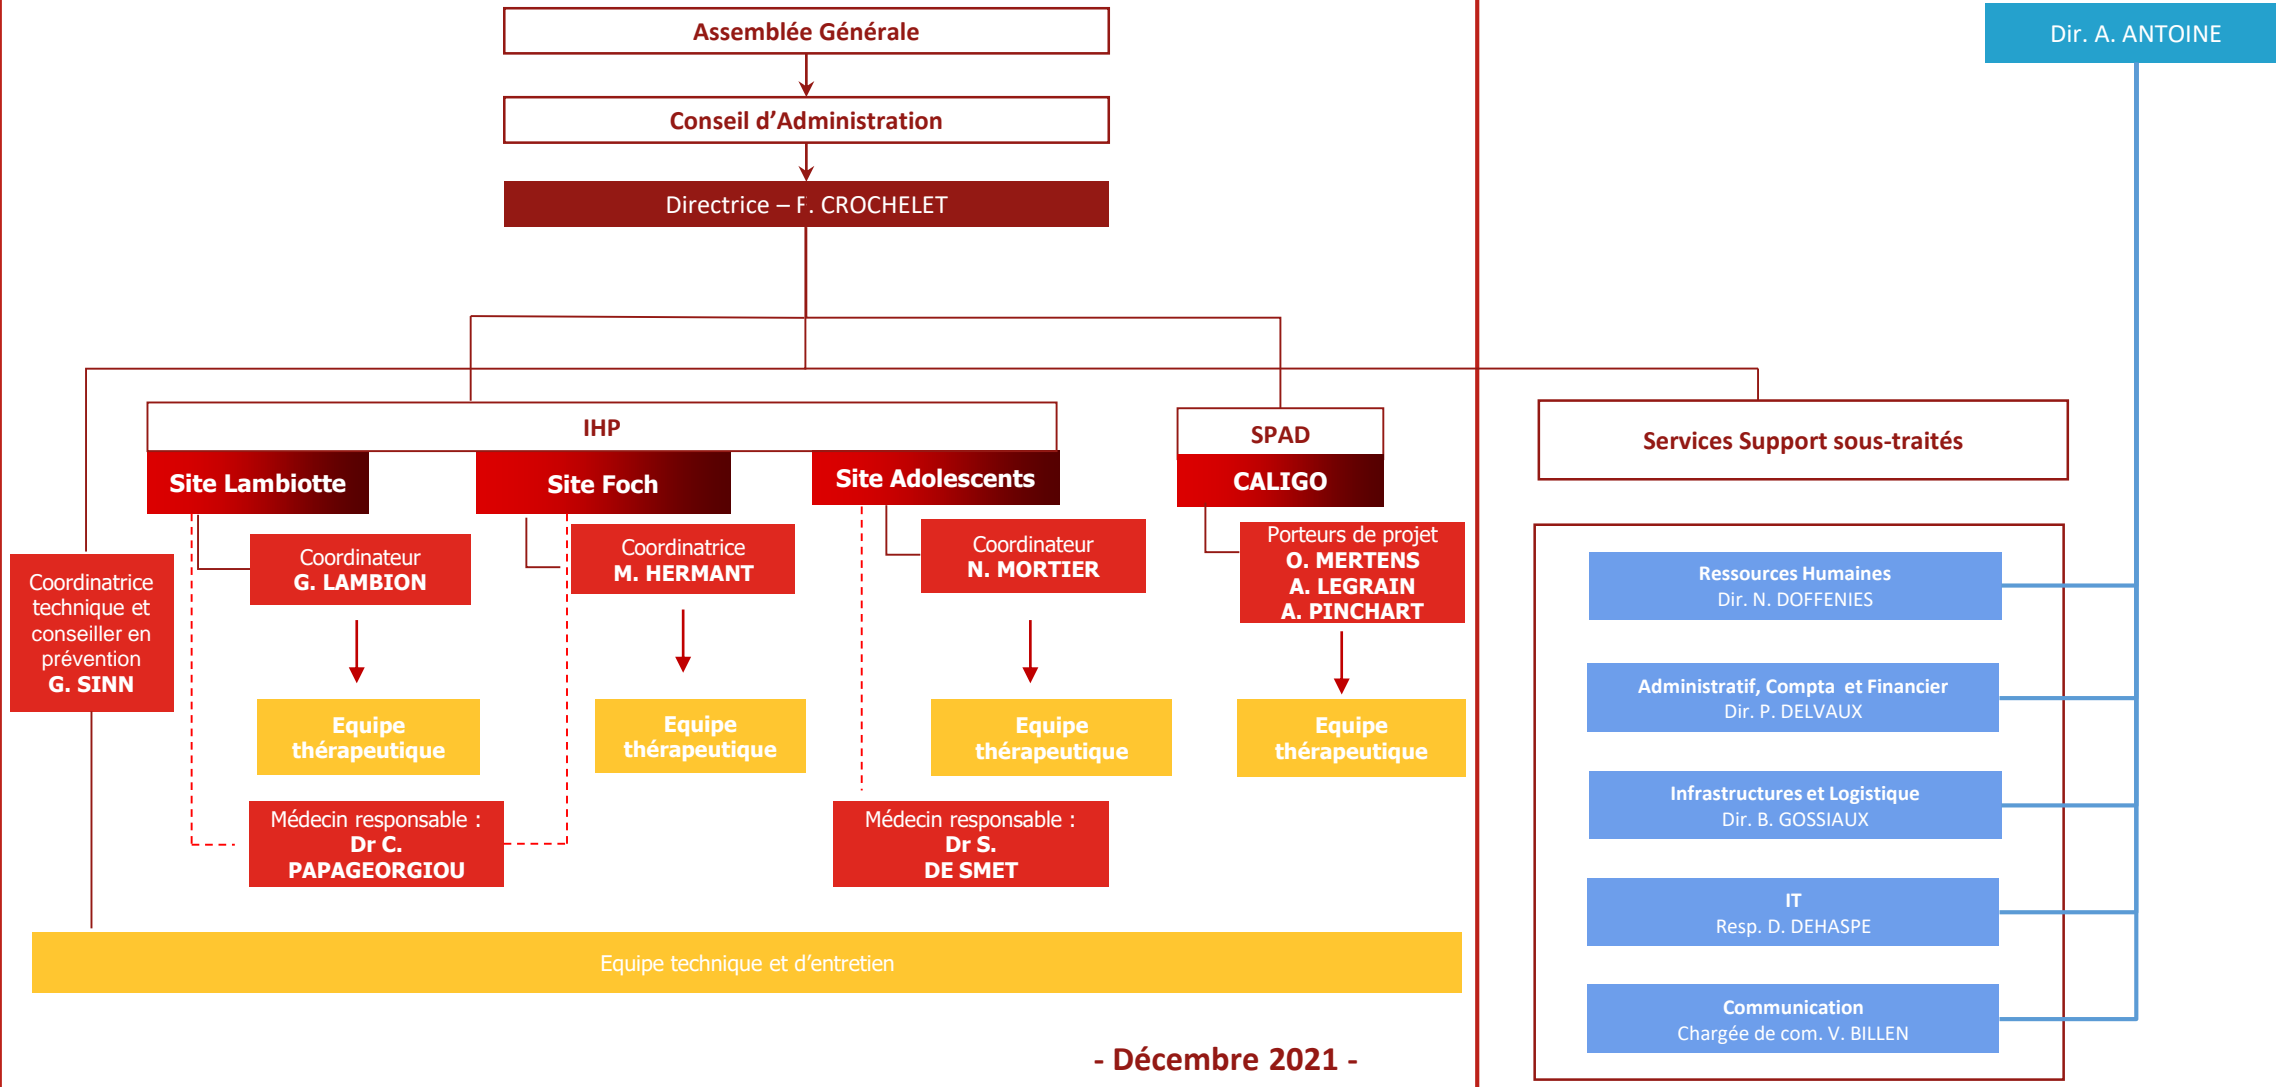 Assemblée Générale
Dir. A. ANTOINE
Conseil d’Administration
Directrice – F. CROCHELET
IHP
SPAD
Services Support sous-traités
Site Lambiotte
Site Foch
Site Adolescents
CALIGO
Coordinatrice
technique et
conseiller en
prévention
G. SINN
Coordinateur
G. LAMBION
Coordinatrice
M. HERMANT
Coordinateur
N. MORTIER
Porteurs de projet
O. MERTENS
A. LEGRAIN
A. PINCHART
Equipe
thérapeutique
Equipe
thérapeutique
Equipe
thérapeutique
Equipe
thérapeutique
Médecin responsable :
Dr C.
PAPAGEORGIOU
Médecin responsable :
Dr S.
DE SMET
Equipe technique et d’entretien
Ressources Humaines
Dir. N. DOFFENIES
Administratif, Compta et Financier
Dir. P. DELVAUX
Infrastructures et Logistique
Dir. B. GOSSIAUX
IT
Resp. D. DEHASPE
Communication
Chargée de com. V. BILLEN
- Décembre 2021 -